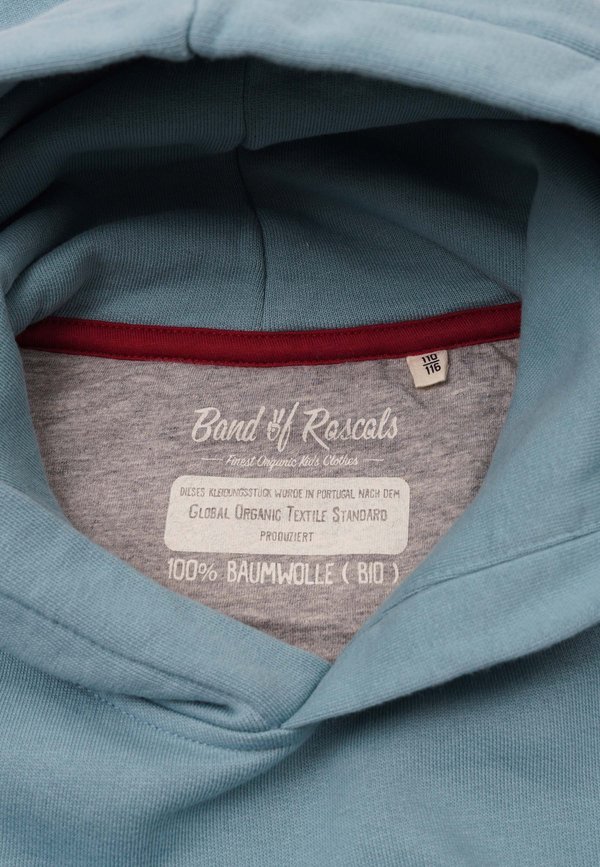 110
116
Band of Rascals
Finest Organic Kids Clothes
DIESES KLEIDUNGSSTÜCK WURDE IN PORTUGAL NACH DEM
GLOBAL ORGANIC TEXTILE STANDARD
PRODUZIERT
100% BAUMWOLLE ( BIO )